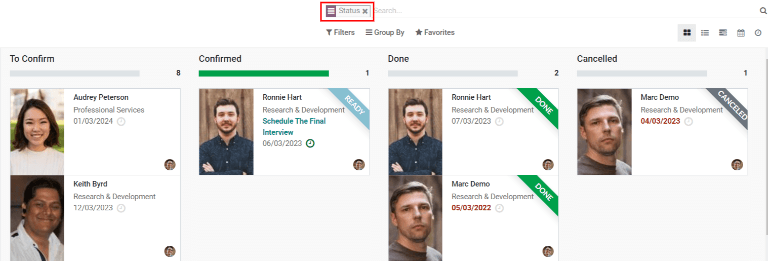 Status ×
Search...
Filters Group By Favorites
To Confirm
8
Audrey Peterson
Professional Services
01/03/2024
Keith Byrd
Research & Development
12/03/2023
Confirmed
1
Ronnie Hart
Research & Development
Schedule The Final
Interview
06/03/2023
READY
Done
2
Ronnie Hart
Research & Development
07/03/2023
DONE
Marc Demo
Research & Development
05/03/2022
DONE
Cancelled
1
Marc Demo
Research & Development
04/03/2023
CANCELED